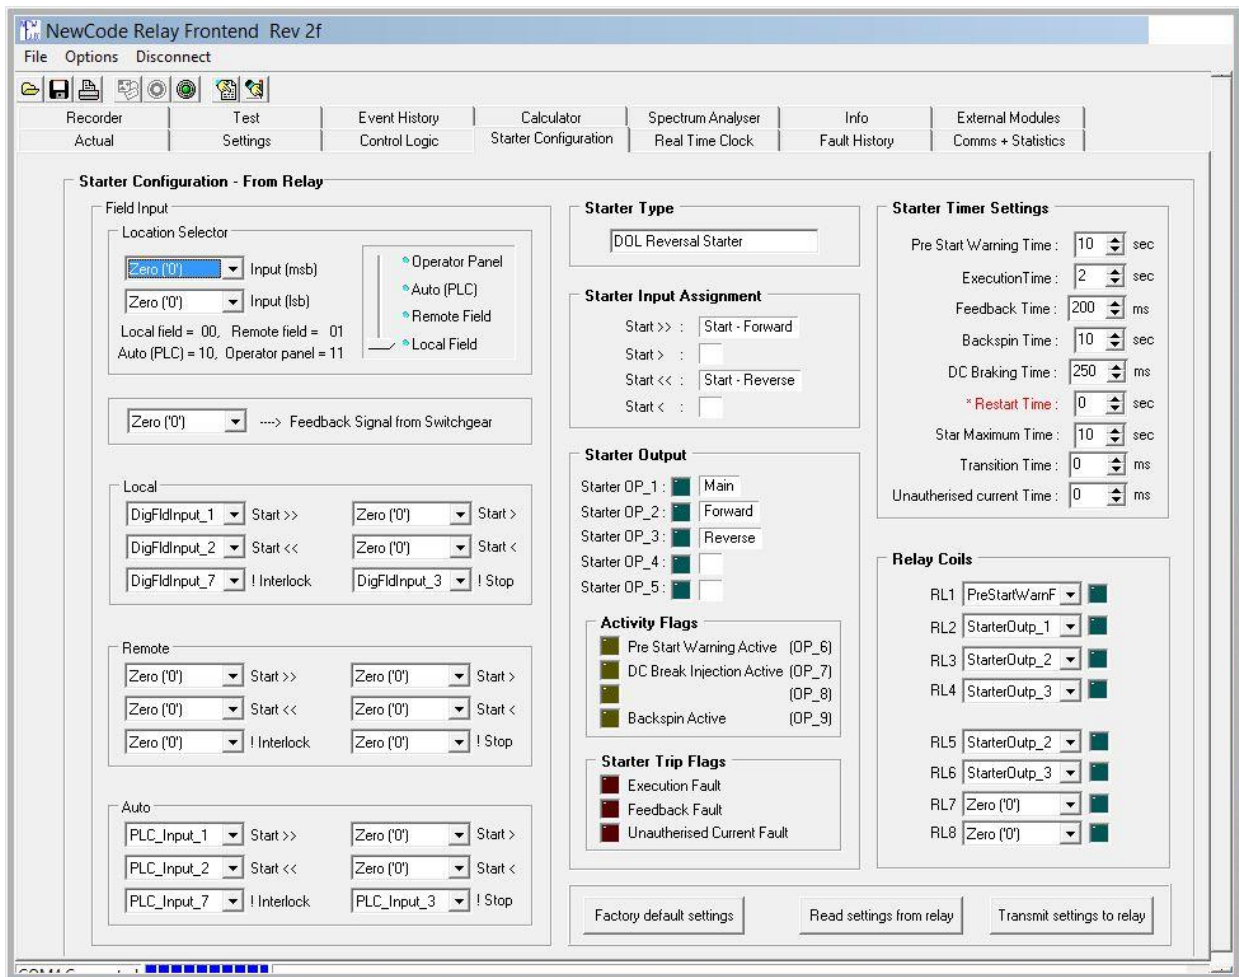 NewCode Relay Frontend Rev 2f
File Options Disconnect
Recorder Test Event History Calculator Spectrum Analyser Info External Modules
Actual Settings Control Logic Starter Configuration Real Time Clock Fault History Comms + Statistics
Starter Configuration - From Relay
Field Input
Location Selector
Zero ('0') Input (msb)
Zero ('0') Input (lsb)
Local field = 00, Remote field = 01
Auto (PLC) = 10, Operator panel = 11
Operator Panel
Auto (PLC)
Remote Field
Local Field
Zero ('0') ----> Feedback Signal from Switchgear
Local
DigFldInput_1 Start >> Zero ('0') Start >
DigFldInput_2 Start << Zero ('0') Start <
DigFldInput_7 ! Interlock DigFldInput_3 ! Stop
Remote
Zero ('0') Start >> Zero ('0') Start >
Zero ('0') Start << Zero ('0') Start <
Zero ('0') ! Interlock Zero ('0') ! Stop
Auto
PLC_Input_1 Start >> Zero ('0') Start >
PLC_Input_2 Start << Zero ('0') Start <
PLC_Input_7 ! Interlock PLC_Input_3 ! Stop
Starter Type
DOL Reversal Starter
Starter Input Assignment
Start >> : Start - Forward
Start > :
Start << : Start - Reverse
Start < :
Starter Output
Starter OP_1 : Main
Starter OP_2 : Forward
Starter OP_3 : Reverse
Starter OP_4 :
Starter OP_5 :
Activity Flags
Pre Start Warning Active (OP_6)
DC Break Injection Active (OP_7)
(OP_8)
Backspin Active (OP_9)
Starter Trip Flags
Execution Fault
Feedback Fault
Unautherised Current Fault
Starter Timer Settings
Pre Start Warning Time : 10 sec
ExecutionTime : 2 sec
Feedback Time : 200 ms
Backspin Time : 10 sec
DC Braking Time : 250 ms
* Restart Time : 0 sec
Star Maximum Time : 10 sec
Transition Time : 0 ms
Unautherised current Time : 0 ms
Relay Coils
RL1 PreStartWarnF
RL2 StarterOutp_1
RL3 StarterOutp_2
RL4 StarterOutp_3
RL5 StarterOutp_2
RL6 StarterOutp_3
RL7 Zero ('0')
RL8 Zero ('0')
Factory default settings Read settings from relay Transmit settings to relay